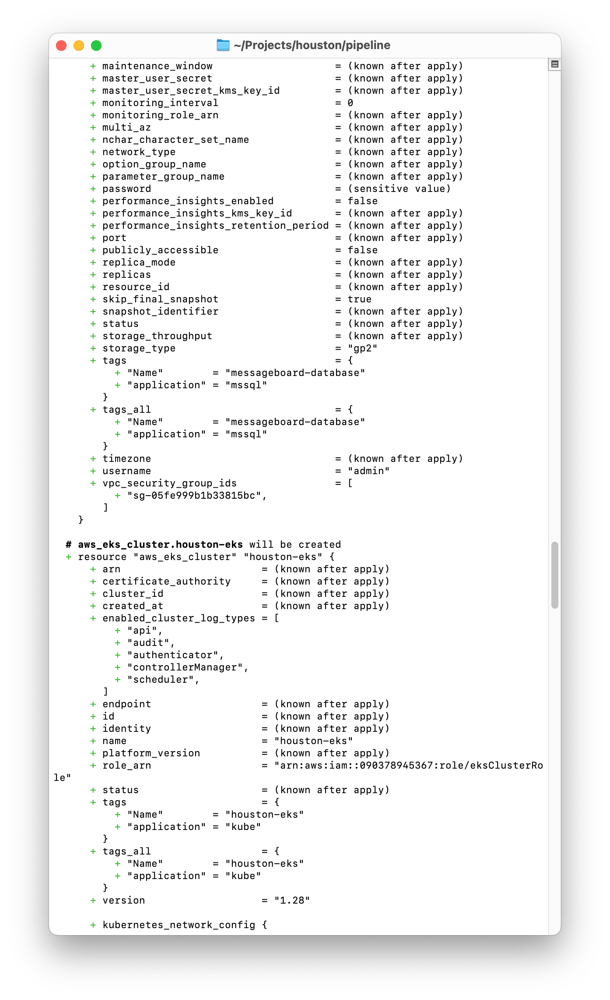 ~/Projects/houston/pipeline
+ maintenance_window = (known after apply)
+ master_user_secret = (known after apply)
+ master_user_secret_kms_key_id = (known after apply)
+ monitoring_interval = 0
+ monitoring_role_arn = (known after apply)
+ multi_az = (known after apply)
+ nchar_character_set_name = (known after apply)
+ network_type = (known after apply)
+ option_group_name = (known after apply)
+ parameter_group_name = (known after apply)
+ password = (sensitive value)
+ performance_insights_enabled = false
+ performance_insights_kms_key_id = (known after apply)
+ performance_insights_retention_period = (known after apply)
+ port = (known after apply)
+ publicly_accessible = false
+ replica_mode = (known after apply)
+ replicas = (known after apply)
+ resource_id = (known after apply)
+ skip_final_snapshot = true
+ snapshot_identifier = (known after apply)
+ status = (known after apply)
+ storage_throughput = (known after apply)
+ storage_type = "gp2"
+ tags = {
+ "Name" = "messageboard-database"
+ "application" = "mssql"
}
+ tags_all = {
+ "Name" = "messageboard-database"
+ "application" = "mssql"
}
+ timezone = (known after apply)
+ username = "admin"
+ vpc_security_group_ids = [
+ "sg-05fe999b1b33815bc",
]
}
# aws_eks_cluster.houston-eks will be created
+ resource "aws_eks_cluster" "houston-eks" {
+ arn = (known after apply)
+ certificate_authority = (known after apply)
+ cluster_id = (known after apply)
+ created_at = (known after apply)
+ enabled_cluster_log_types = [
+ "api",
+ "audit",
+ "authenticator",
+ "controllerManager",
+ "scheduler",
]
+ endpoint = (known after apply)
+ id = (known after apply)
+ identity = (known after apply)
+ name = "houston-eks"
+ platform_version = (known after apply)
+ role_arn = "arn:aws:iam::090378945367:role/eksClusterRo
le"
+ status = (known after apply)
+ tags = {
+ "Name" = "houston-eks"
+ "application" = "kube"
}
+ tags_all = {
+ "Name" = "houston-eks"
+ "application" = "kube"
}
+ version = "1.28"
+ kubernetes_network_config {